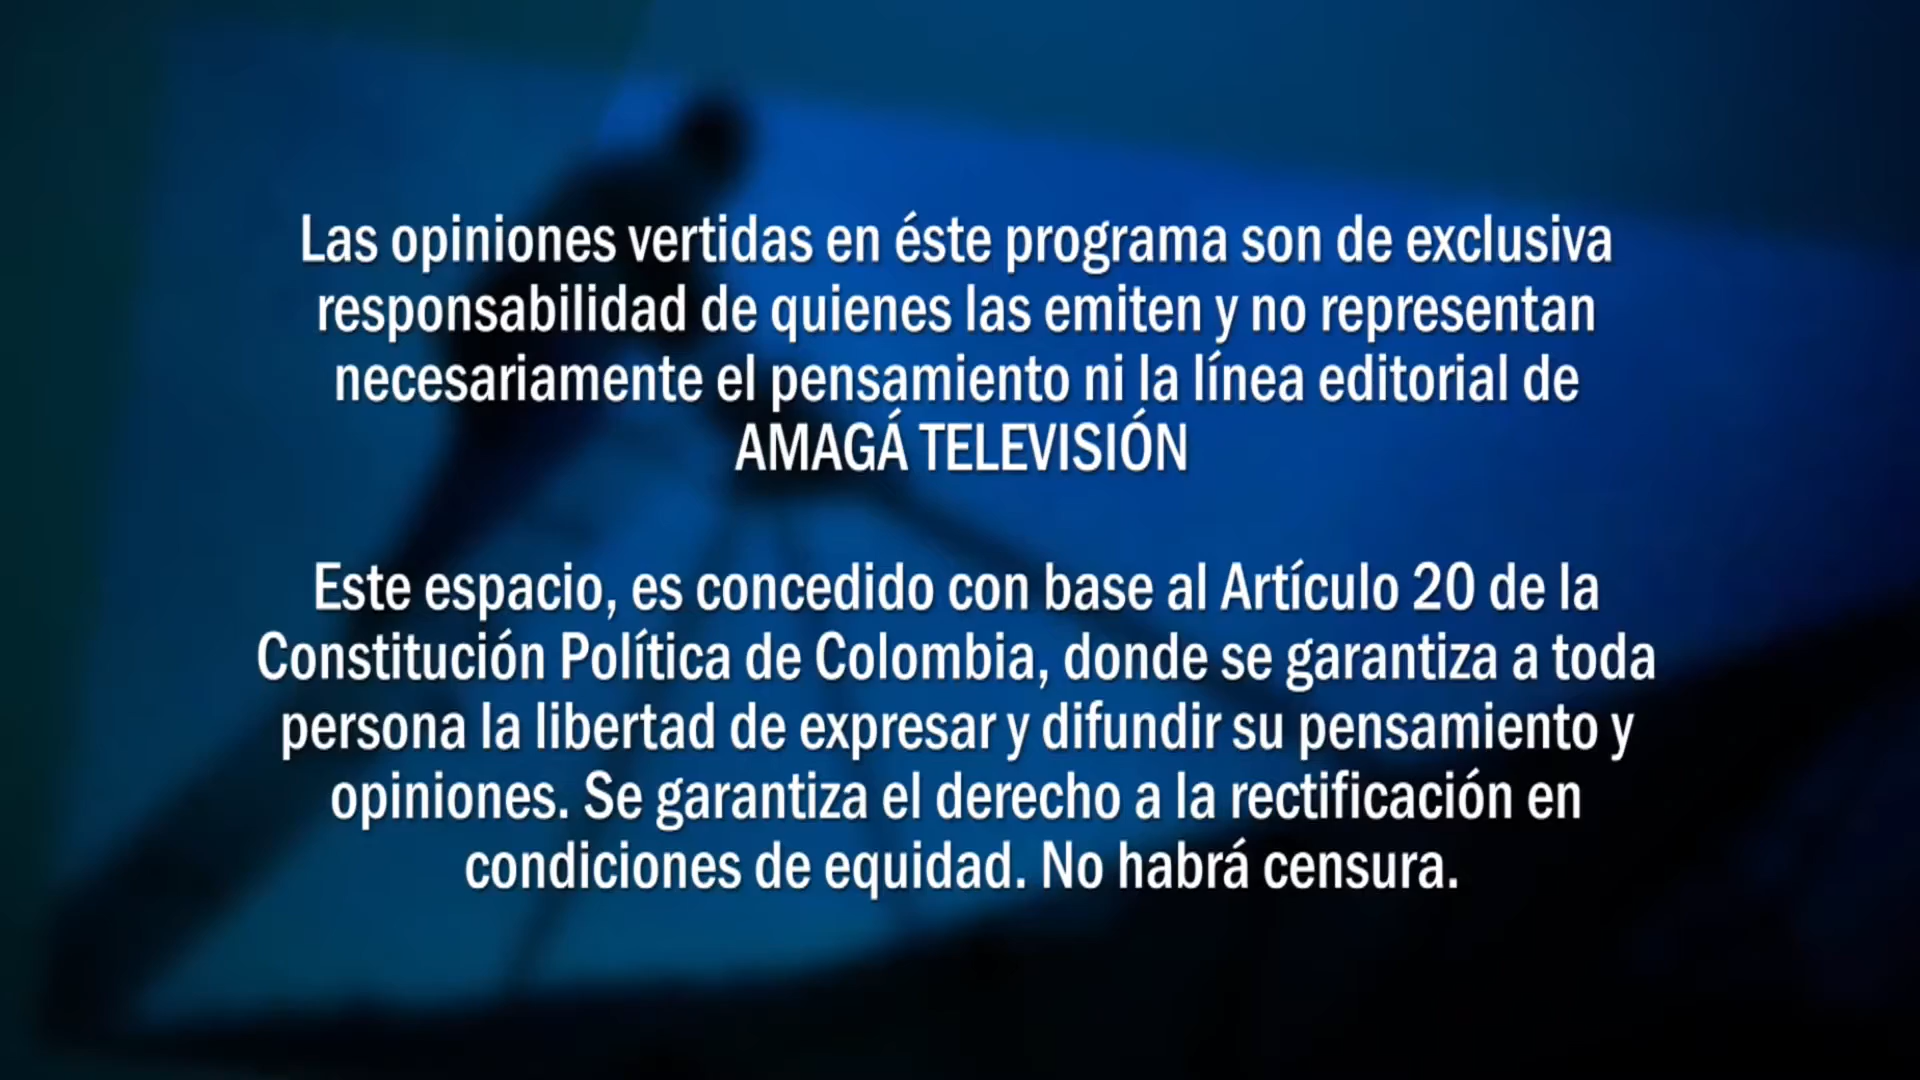 Las opiniones vertidas en éste programa son de exclusiva
responsabilidad de quienes las emiten y no representan
necesariamente el pensamiento ni la línea editorial de
AMAGÁ TELEVISIÓN
Este espacio, es concedido con base al Artículo 20 de la
Constitución Política de Colombia, donde se garantiza a toda
persona la libertad de expresar y difundir su pensamiento y
opiniones. Se garantiza el derecho a la rectificación en
condiciones de equidad. No habrá censura.